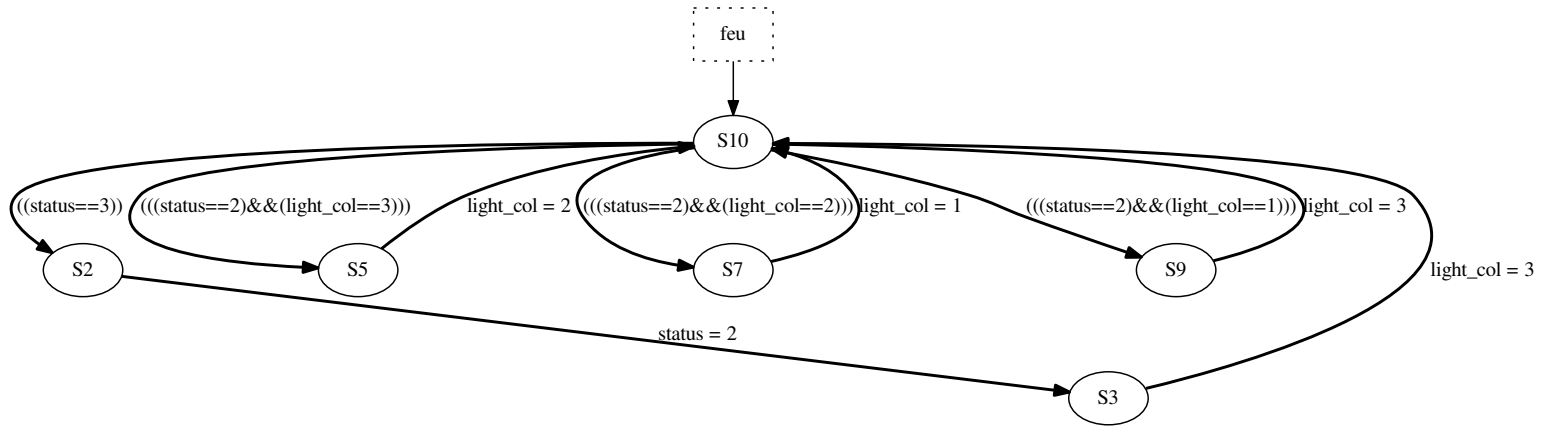 feu
S10
((status==3))
(((status==2)&&(light_col==3)))
light_col = 2
(((status==2)&&(light_col==2)))
light_col = 1
(((status==2)&&(light_col==1)))
light_col = 3
S2
S5
S7
S9
light_col = 3
status = 2
S3